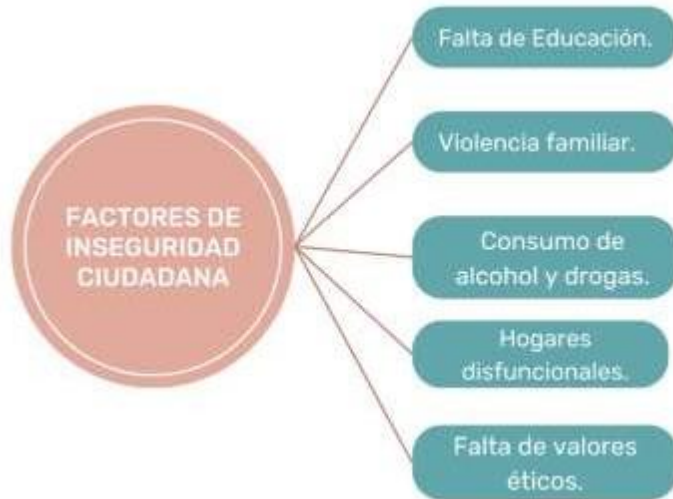 FACTORES DE
INSEGURIDAD
CIUDADANA
Falta de Educación.
Violencia familiar.
Consumo de
alcohol y drogas.
Hogares
disfuncionales.
Falta de valores
éticos.